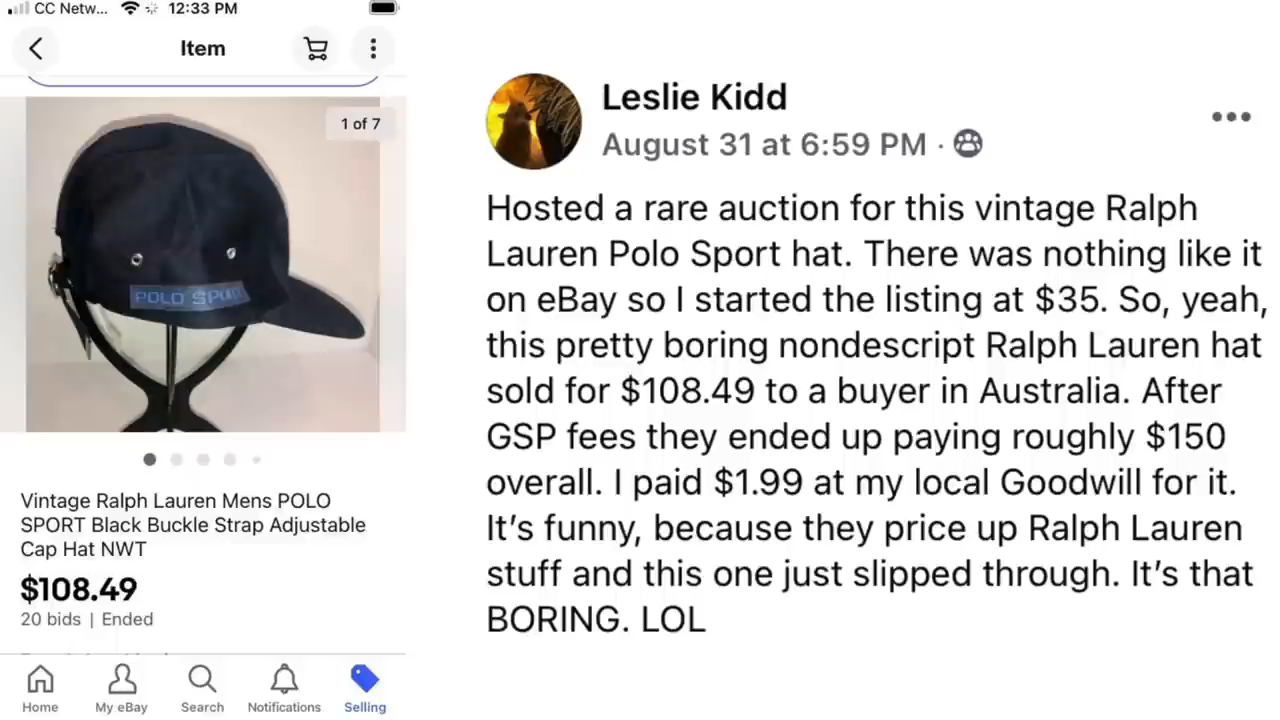 CC Netw...
12:33 PM
Item
1 of 7
POLO SPORT
Vintage Ralph Lauren Mens POLO
SPORT Black Buckle Strap Adjustable
Cap Hat NWT
$108.49
20 bids | Ended
Home
My eBay
Search
Notifications
Selling
Leslie Kidd
August 31 at 6:59 PM ·
Hosted a rare auction for this vintage Ralph
Lauren Polo Sport hat. There was nothing like it
on eBay so I started the listing at $35. So, yeah,
this pretty boring nondescript Ralph Lauren hat
sold for $108.49 to a buyer in Australia. After
GSP fees they ended up paying roughly $150
overall. I paid $1.99 at my local Goodwill for it.
It's funny, because they price up Ralph Lauren
stuff and this one just slipped through. It's that
BORING. LOL